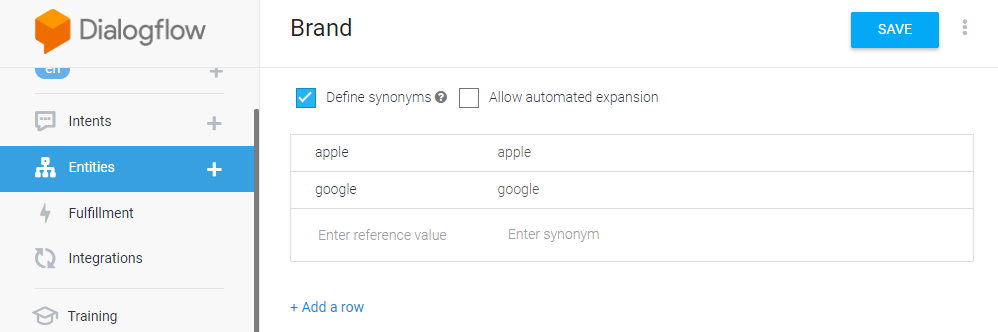 Dialogflow
Brand
SAVE
en
Define synonyms
Allow automated expansion
Intents
apple apple
Entities
google google
Fulfillment
Enter reference value Enter synonym
Integrations
+ Add a row
Training